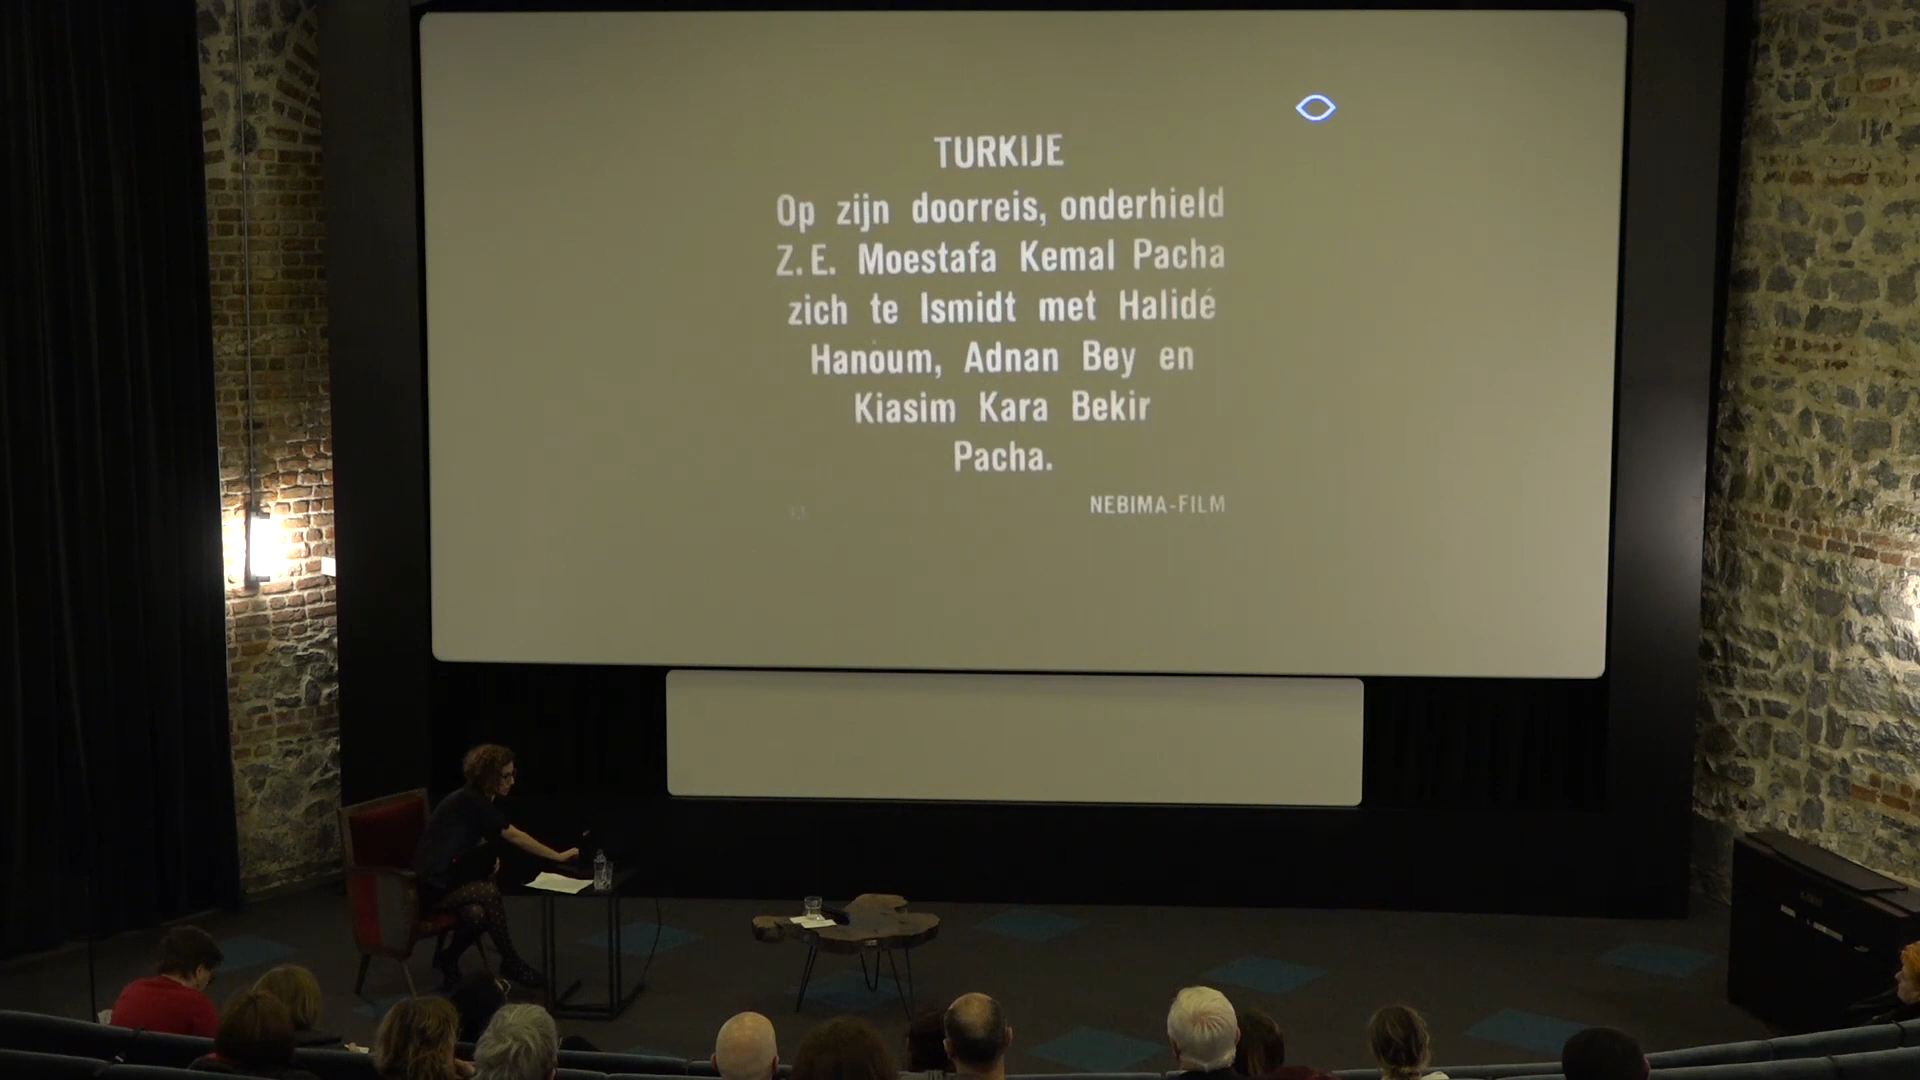 TURKIJE
Op zijn doorreis, onderhield
Z.E. Moestafa Kemal Pacha
zich te Ismidt met Halidé
Hanoum, Adnan Bey en
Kiasim Kara Bekir
Pacha.
NEBIMA-FILM